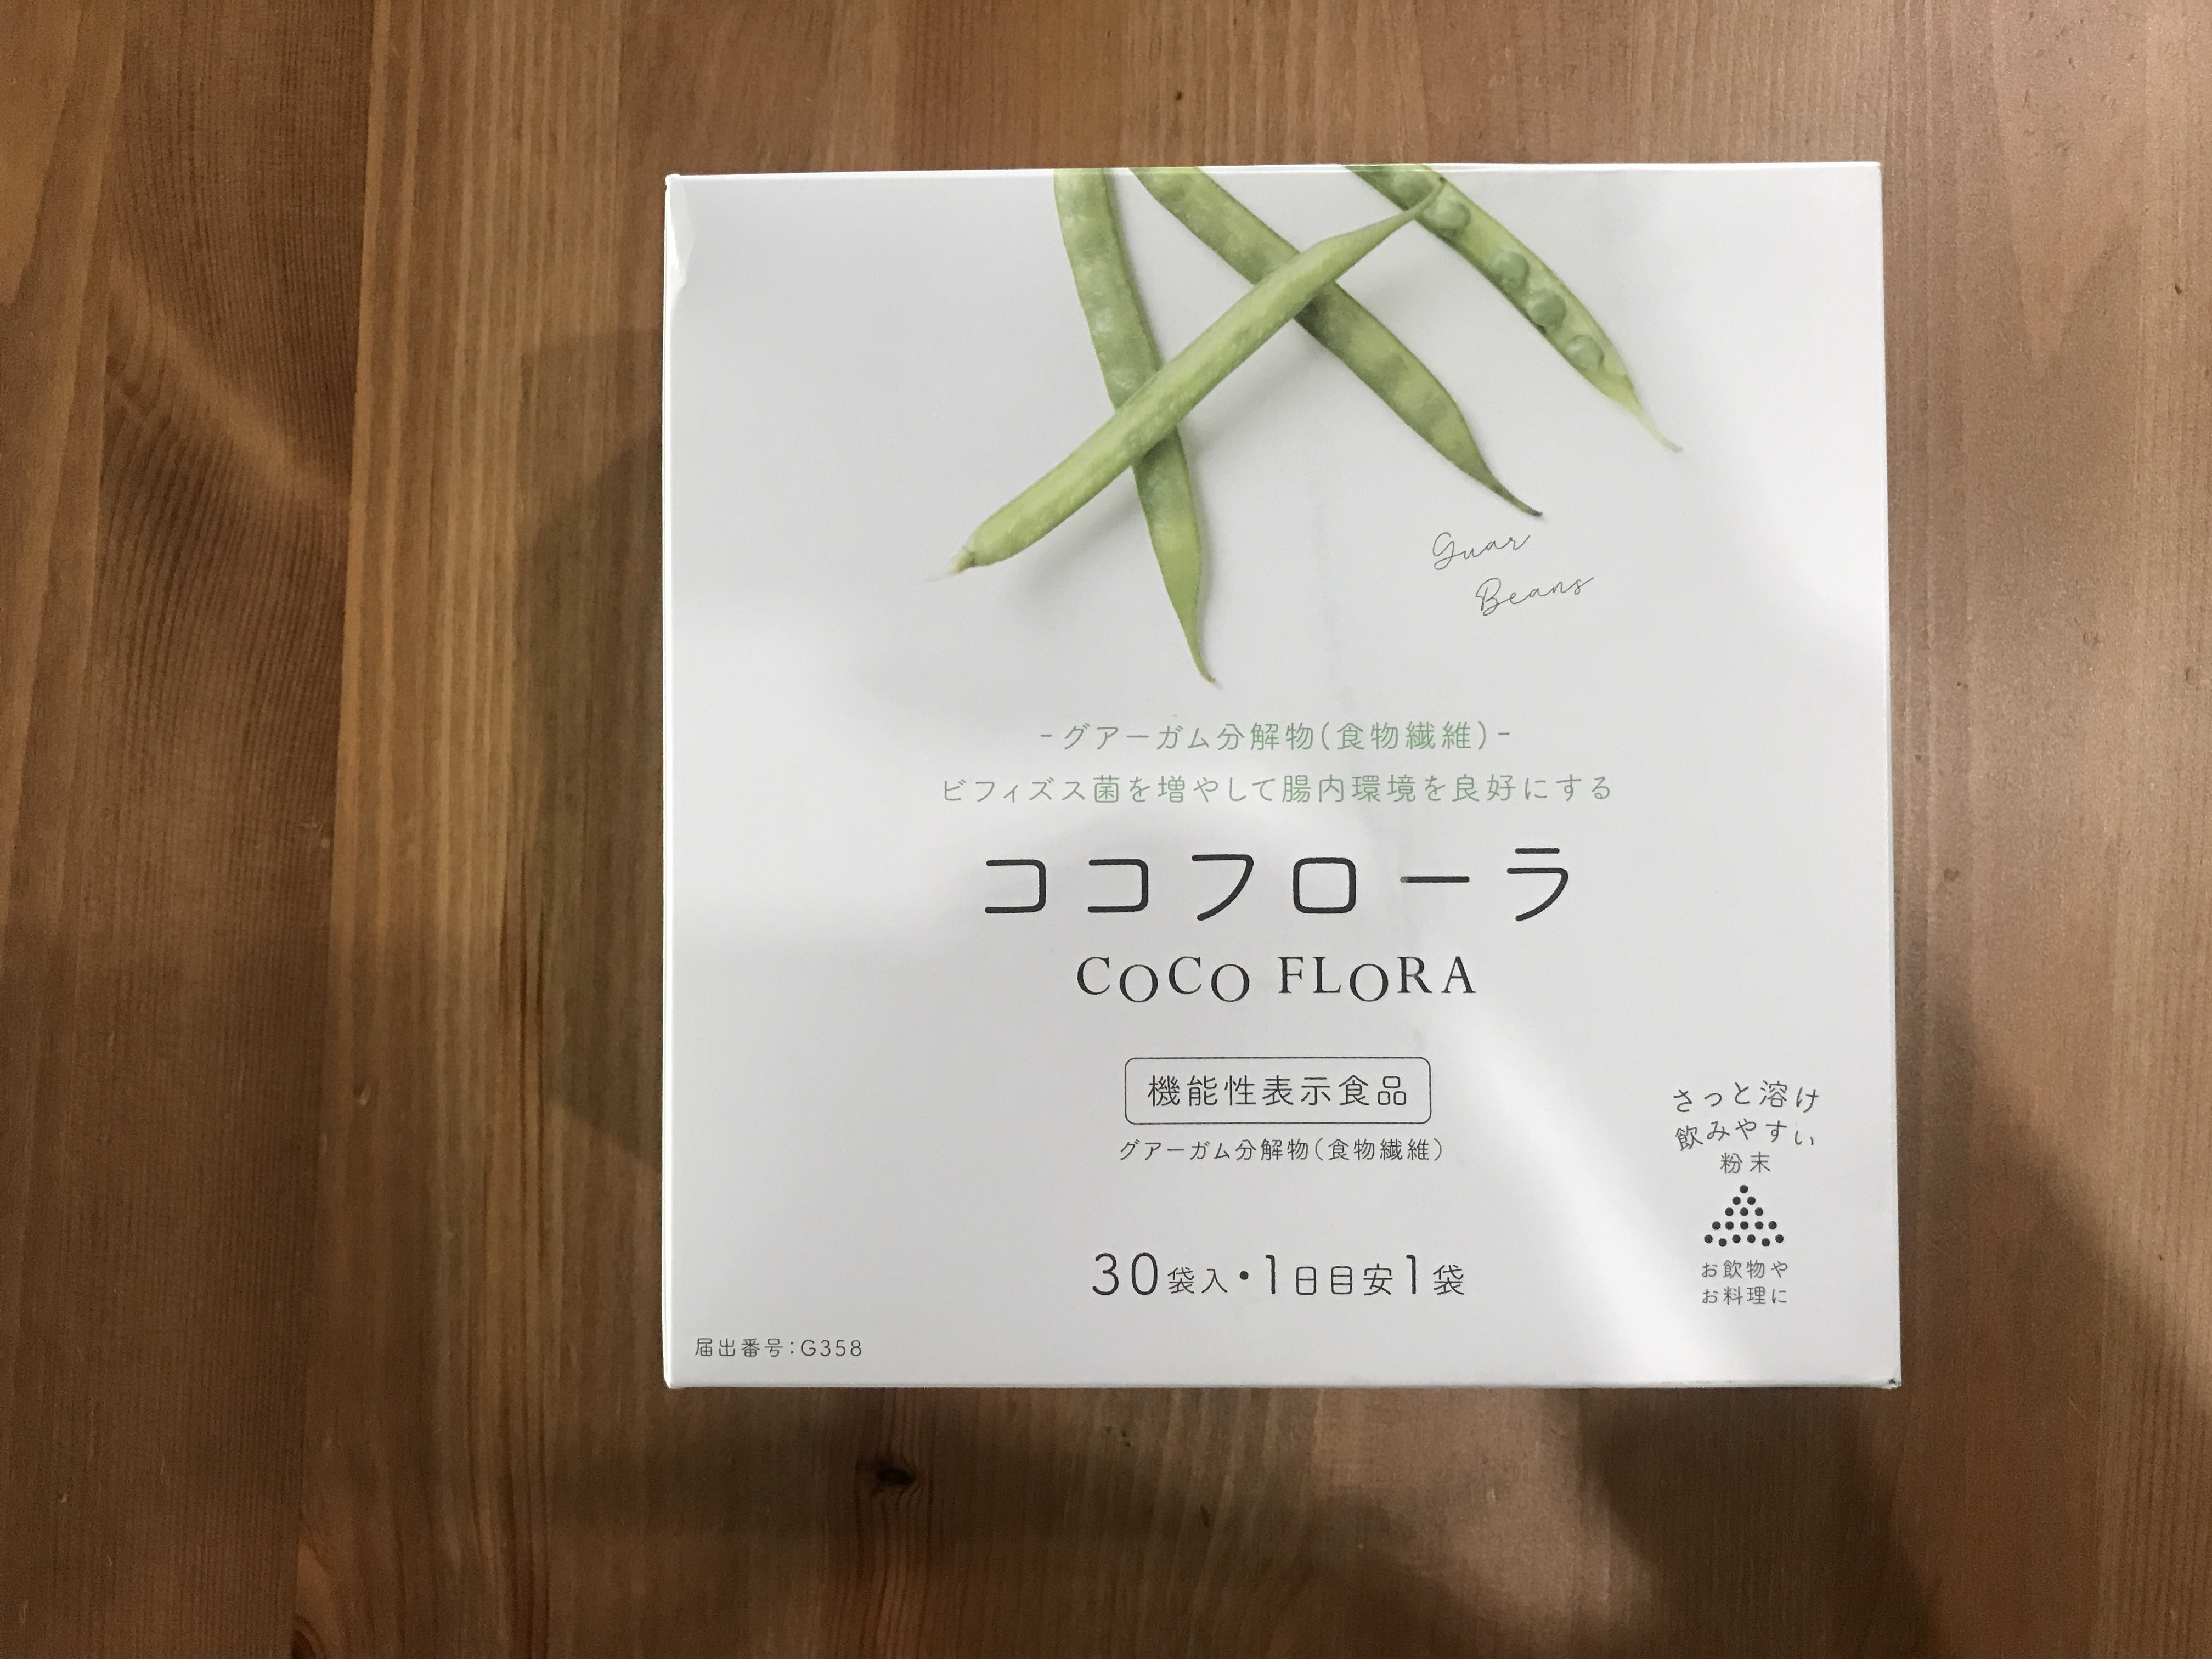 Guar
Beans
-グアーガム分解物(食物繊維)-
ビフィズス菌を増やして腸内環境を良好にする
ココフローラ
COCO FLORA
機能性表示食品
グアーガム分解物(食物繊維)
30袋入・1日目安1袋
さっと溶け
飲みやすい
粉末
お飲物や
お料理に
届出番号:G358